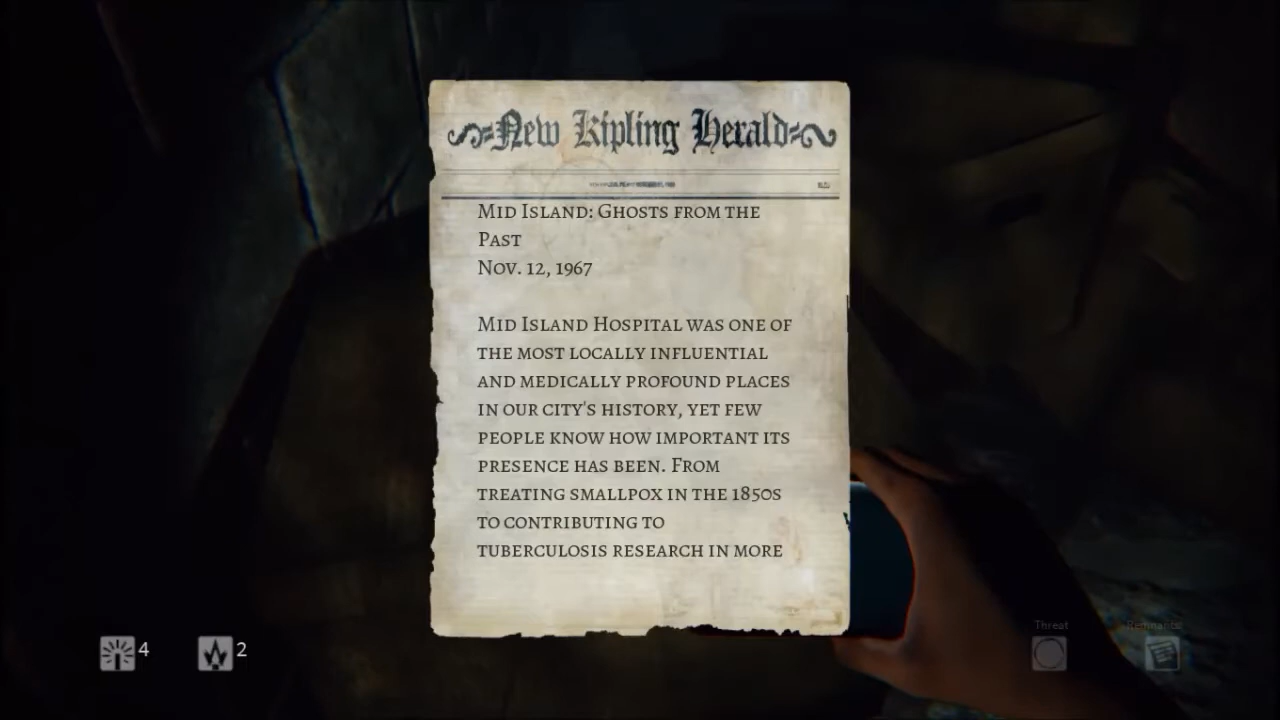 New Kipling Herald
Mid Island: Ghosts from the
Past
Nov. 12, 1967
Mid Island Hospital was one of
the most locally influential
and medically profound places
in our city's history, yet few
people know how important its
presence has been. From
treating smallpox in the 1850s
to contributing to
tuberculosis research in more
4
2
Threat
Remnants